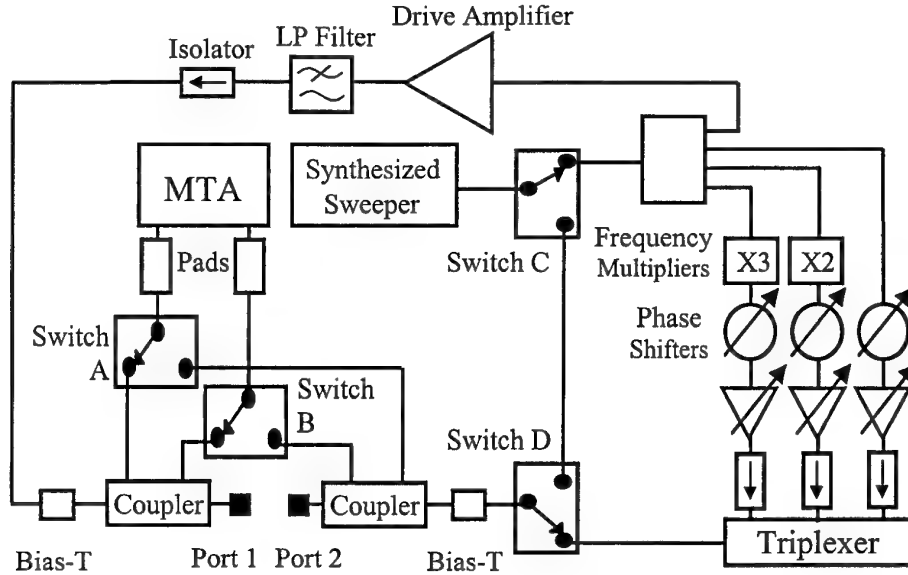 Drive Amplifier
LP Filter
Isolator
MTA
Synthesized
Sweeper
Pads
Switch C
Frequency
Multipliers
X3
X2
Phase
Shifters
Switch
A
Switch
B
Switch D
Coupler
Coupler
Triplexer
Bias-T
Port 1
Port 2
Bias-T